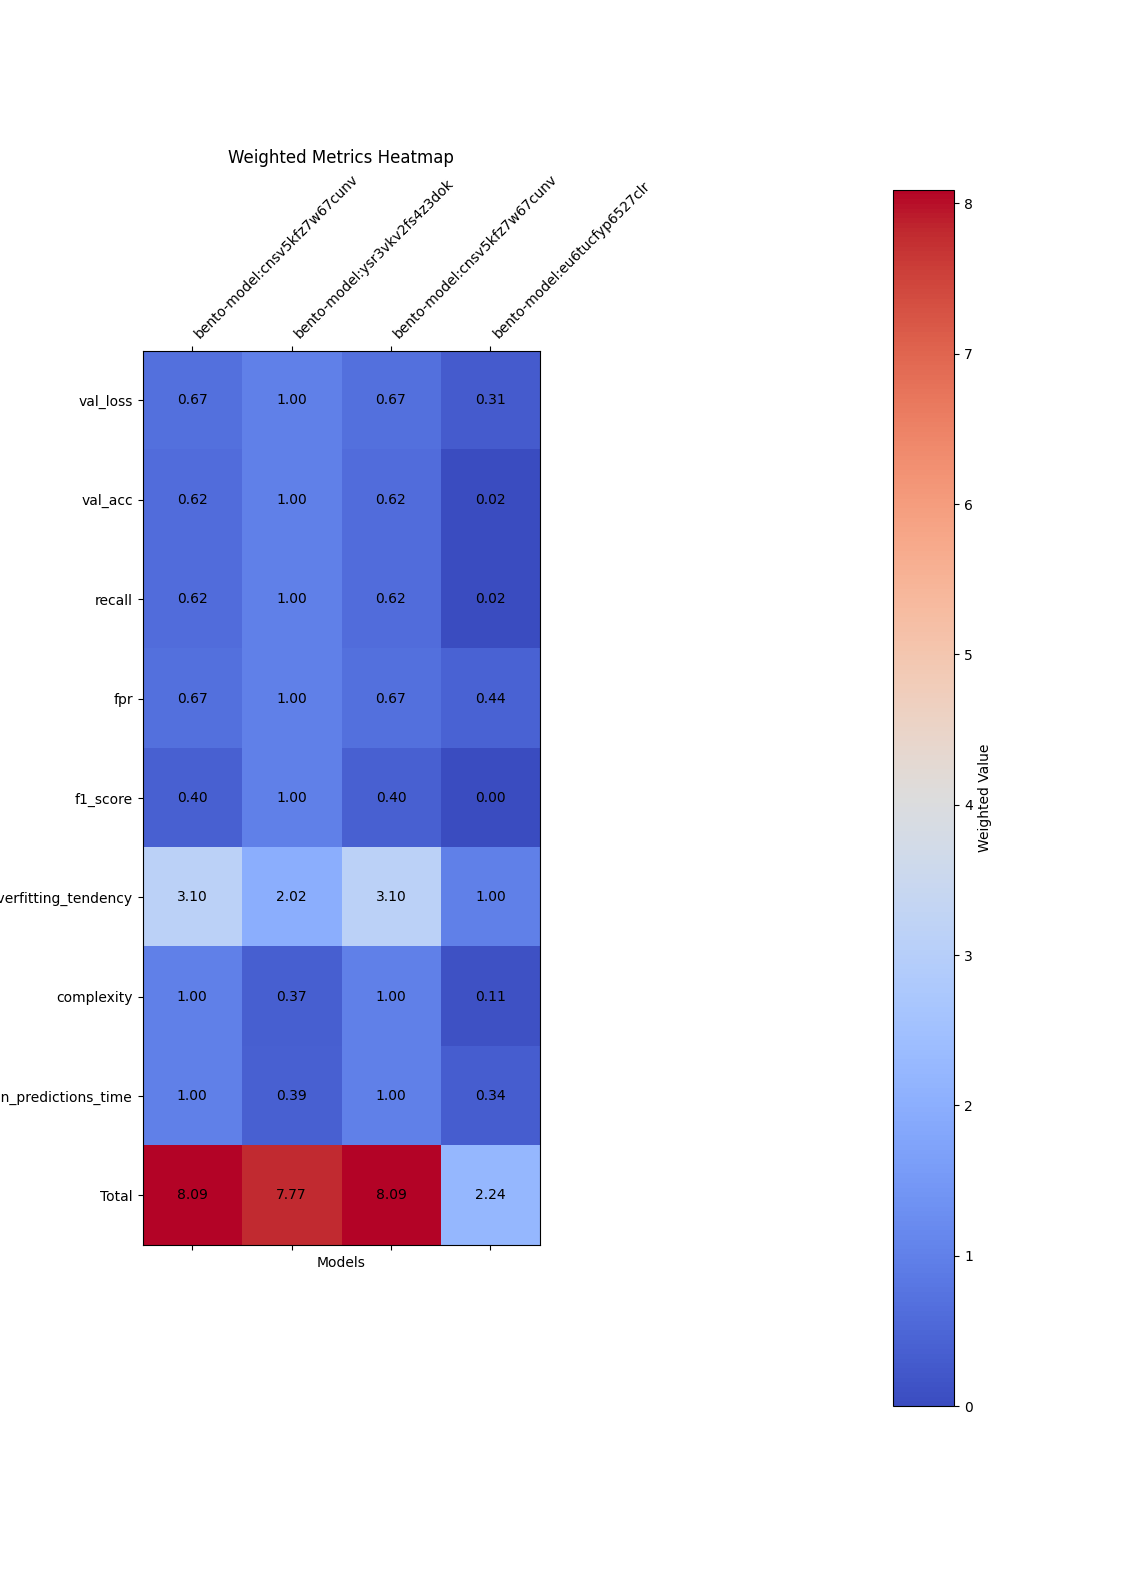 Weighted Metrics Heatmap
bento-model:cnsv5kfz7w67cunv
bento-model:ysr3vkv2fs4z3dok
bento-model:cnsv5kfz7w67cunv
bento-model:eu6tucfyp6527clr
val_loss 0.67 1.00 0.67 0.31
val_acc 0.62 1.00 0.62 0.02
recall 0.62 1.00 0.62 0.02
fpr 0.67 1.00 0.67 0.44
f1_score 0.40 1.00 0.40 0.00
verfitting_tendency 3.10 2.02 3.10 1.00
complexity 1.00 0.37 1.00 0.11
n_predictions_time 1.00 0.39 1.00 0.34
Total 8.09 7.77 8.09 2.24
Models
8
7
6
5
4
3
2
1
0
Weighted Value